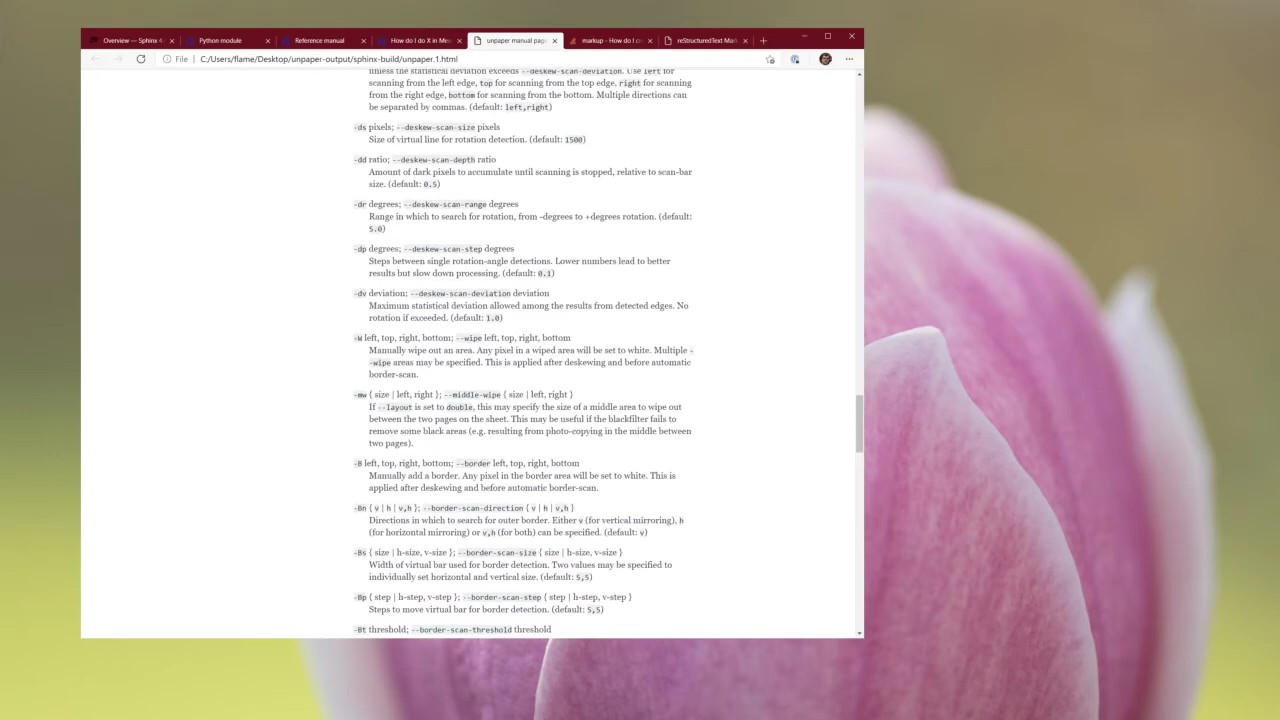 Overview — Sphinx 4
Python module
Reference manual
How do I do X in Mes
unpaper manual page
markup - How do I c
reStructuredText Mark
File C:/Users/flame/Desktop/unpaper-output/sphinx-build/unpaper.1.html
unless the statistical deviation exceeds --deskew-scan-deviation. Use left for
scanning from the left edge, top for scanning from the top edge, right for scanning
from the right edge, bottom for scanning from the bottom. Multiple directions can
be separated by commas. (default: left,right)
-ds pixels; --deskew-scan-size pixels
Size of virtual line for rotation detection. (default: 1500)
-dd ratio; --deskew-scan-depth ratio
Amount of dark pixels to accumulate until scanning is stopped, relative to scan-bar
size. (default: 0.5)
-dr degrees; --deskew-scan-range degrees
Range in which to search for rotation, from -degrees to +degrees rotation. (default:
5.0)
-dp degrees; --deskew-scan-step degrees
Steps between single rotation-angle detections. Lower numbers lead to better
results but slow down processing. (default: 0.1)
-dv deviation; --deskew-scan-deviation deviation
Maximum statistical deviation allowed among the results from detected edges. No
rotation if exceeded. (default: 1.0)
-W left, top, right, bottom; --wipe left, top, right, bottom
Manually wipe out an area. Any pixel in a wiped area will be set to white. Multiple -
-wipe areas may be specified. This is applied after deskewing and before automatic
border-scan.
-mw { size | left, right }; --middle-wipe { size | left, right }
If --layout is set to double, this may specify the size of a middle area to wipe out
between the two pages on the sheet. This may be useful if the blackfilter fails to
remove some black areas (e.g. resulting from photo-copying in the middle between
two pages).
-B left, top, right, bottom; --border left, top, right, bottom
Manually add a border. Any pixel in the border area will be set to white. This is
applied after deskewing and before automatic border-scan.
-Bn { v | h | v,h }; --border-scan-direction { v | h | v,h }
Directions in which to search for outer border. Either v (for vertical mirroring), h
(for horizontal mirroring) or v,h (for both) can be specified. (default: v)
-Bs { size | h-size, v-size }; --border-scan-size { size | h-size, v-size }
Width of virtual bar used for border detection. Two values may be specified to
individually set horizontal and vertical size. (default: 5,5)
-Bp { step | h-step, v-step }; --border-scan-step { step | h-step, v-step }
Steps to move virtual bar for border detection. (default: 5,5)
-Bt threshold; --border-scan-threshold threshold